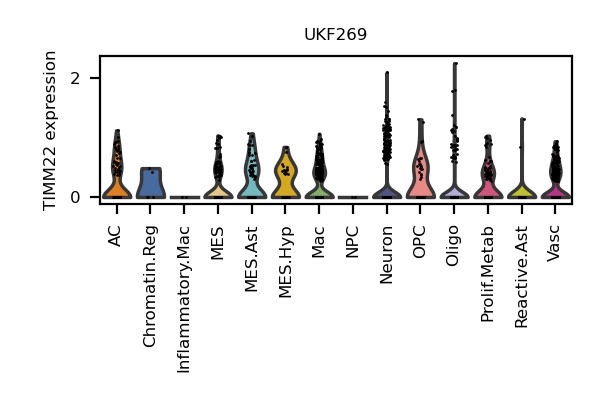 UKF269
TIMM22 expression
2
0
AC
Chromatin.Reg
Inflammatory.Mac
MES
MES.Ast
MES.Hyp
Mac
NPC
Neuron
OPC
Oligo
Prolif.Metab
Reactive.Ast
Vasc